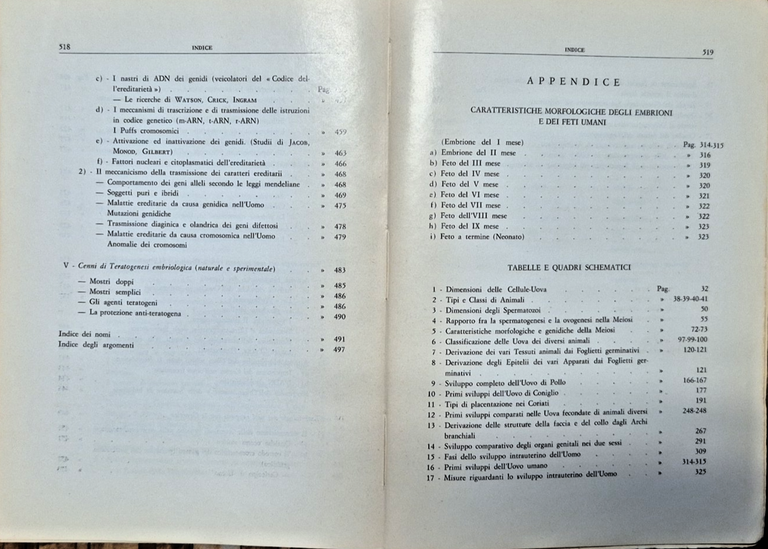 518 INDICE
c) - I nastri di ADN dei genidi (veicolatori del « Codice del-
l'ereditarietà ») . . . . . . . . Pag
— Le ricerche di WATSON, CRICK, INGRAM . . . »
d) - I meccanismi di trascrizione e di trasmissione delle istruzioni
in codice genetico (m-ARN, t-ARN, r-ARN)
I Puffs cromosomici . . . . . . . » 459
e) - Attivazione ed inattivazione dei genidi. (Studi di JACOB,
MONOD, GILBERT) . . . . . . . » 463
f) - Fattori nucleari e citoplasmatici dell'ereditarietà . . » 466
2) - Il meccanicismo della trasmissione dei caratteri ereditarii . » 468
— Comportamento dei geni alleli secondo le leggi mendeliane . » 468
— Soggetti puri e ibridi . . . . . . . » 469
— Malattie ereditarie da causa genidica nell'Uomo . . » 475
Mutazioni genidiche
— Trasmissione diaginica e olandrica dei geni difettosi . » 478
— Malattie ereditarie da causa cromosomica nell'Uomo . » 479
Anomalie dei cromosomi
V - Cenni di Teratogenesi embriologica (naturale e sperimentale) . » 483
— Mostri doppi . . . . . . . . » 485
— Mostri semplici . . . . . . . . » 486
— Gli agenti teratogeni . . . . . . . » 486
— La protezione anti-teratogena . . . . . . » 490
Indice dei nomi . . . . . . . . » 491
Indice degli argomenti . . . . . . . » 497
INDICE 519
APPENDICE
CARATTERISTICHE MORFOLOGICHE DEGLI EMBRIONI
E DEI FETI UMANI
(Embrione del I mese) . . . . . . Pag. 314.315
a) Embrione del II mese . . . . . . » 316
b) Feto del III mese . . . . . . » 319
c) Feto del IV mese . . . . . . » 320
d) Feto del V mese . . . . . . » 320
e) Feto del VI mese . . . . . . » 321
f) Feto del VII mese . . . . . . » 322
g) Feto dell'VIII mese . . . . . . » 322
h) Feto del IX mese . . . . . . » 323
i) Feto a termine (Neonato) . . . . . . » 323
TABELLE E QUADRI SCHEMATICI
1 - Dimensioni delle Cellule-Uova . . . . . Pag. 32
2 - Tipi e Classi di Animali . . . . . » 38-39-40-41
3 - Dimensioni degli Spermatozoi . . . . . » 50
4 - Rapporto fra la spermatogenesi e la ovogenesi nella Meiosi . » 55
5 - Caratteristiche morfologiche e genidiche della Meiosi . » 72-73
6 - Classificazione delle Uova dei diversi animali . . » 97-99-100
7 - Derivazione dei vari Tessuti animali dai Foglietti germinativi . » 120-121
8 - Derivazione degli Epitelii dei vari Apparati dai Foglietti ger-
minativi . . . . . . . » 121
9 - Sviluppo completo dell'Uovo di Pollo . . . » 166-167
10 - Primi sviluppi dell'Uovo di Coniglio . . . . » 177
11 - Tipi di placentazione nei Coriati . . . . » 191
12 - Primi sviluppi comparati nelle Uova fecondate di animali diversi » 248-248
13 - Derivazione delle strutture della faccia e del collo dagli Archi
branchiali . . . . . . . » 267
14 - Sviluppo comparativo degli organi genitali nei due sessi . » 291
15 - Fasi dello sviluppo intrauterino dell'Uomo . . . » 309
16 - Primi sviluppi dell'Uovo umano . . . . . » 314-315
17 - Misure riguardanti lo sviluppo intrauterino dell'Uomo . . » 325